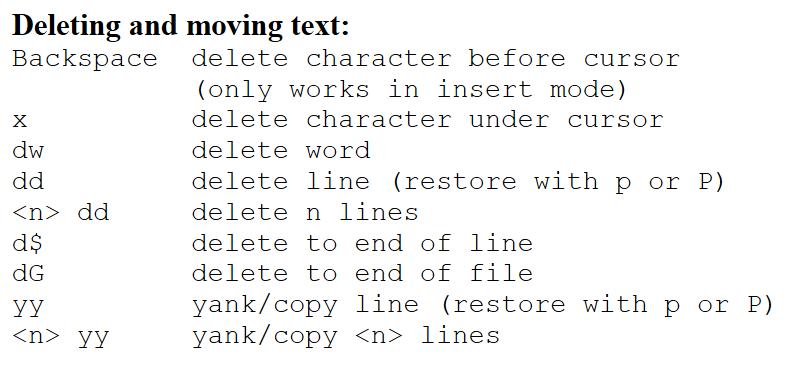 Deleting and moving text:
Backspace delete character before cursor
(only works in insert mode)
x delete character under cursor
dw delete word
dd delete line (restore with p or P)
<n> dd delete n lines
d$ delete to end of line
dG delete to end of file
yy yank/copy line (restore with p or P)
<n> yy yank/copy <n> lines